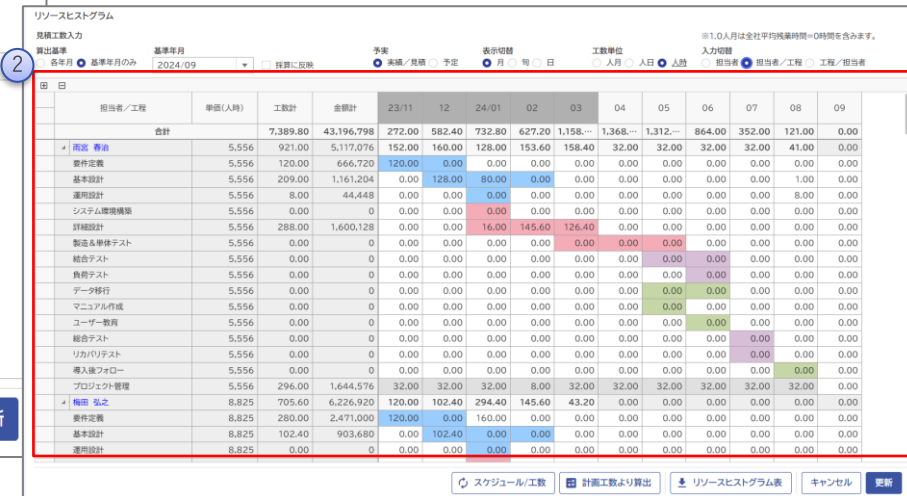 リソースヒストグラム
見積工数入力 ※1.0人月は全社平均残業時間=0時間を含みます。
算出基準 基準年月 予実 表示切替 工数単位 入力切替
各年月 基準年月のみ 2024/09 採算に反映 実績/見積 予定 月 旬 日 人月 人日 人時 担当者 担当者/工程 工程/担当者
2
担当者/工程 単価(人時) 工数計 金額計 23/11 12 24/01 02 03 04 05 06 07 08 09
合計 7,389.80 43,196,798 272.00 582.40 732.80 627.20 1,158.… 1,368.… 1,312.… 864.00 352.00 121.00 0.00
雨宮 春治 5,556 921.00 5,117,076 152.00 160.00 128.00 153.60 158.40 32.00 32.00 32.00 32.00 41.00 0.00
要件定義 5,556 120.00 666,720 120.00 0.00 0.00 0.00 0.00 0.00 0.00 0.00 0.00 0.00 0.00
基本設計 5,556 209.00 1,161,204 0.00 128.00 80.00 0.00 0.00 0.00 0.00 0.00 0.00 1.00 0.00
運用設計 5,556 8.00 44,448 0.00 0.00 0.00 0.00 0.00 0.00 0.00 0.00 0.00 8.00 0.00
システム環境構築 5,556 0.00 0 0.00 0.00 0.00 0.00 0.00 0.00 0.00 0.00 0.00 0.00 0.00
詳細設計 5,556 288.00 1,600,128 0.00 0.00 16.00 145.60 126.40 0.00 0.00 0.00 0.00 0.00 0.00
製造&単体テスト 5,556 0.00 0 0.00 0.00 0.00 0.00 0.00 0.00 0.00 0.00 0.00 0.00 0.00
結合テスト 5,556 0.00 0 0.00 0.00 0.00 0.00 0.00 0.00 0.00 0.00 0.00 0.00 0.00
負荷テスト 5,556 0.00 0 0.00 0.00 0.00 0.00 0.00 0.00 0.00 0.00 0.00 0.00 0.00
データ移行 5,556 0.00 0 0.00 0.00 0.00 0.00 0.00 0.00 0.00 0.00 0.00 0.00 0.00
マニュアル作成 5,556 0.00 0 0.00 0.00 0.00 0.00 0.00 0.00 0.00 0.00 0.00 0.00 0.00
ユーザー教育 5,556 0.00 0 0.00 0.00 0.00 0.00 0.00 0.00 0.00 0.00 0.00 0.00 0.00
総合テスト 5,556 0.00 0 0.00 0.00 0.00 0.00 0.00 0.00 0.00 0.00 0.00 0.00 0.00
リカバリテスト 5,556 0.00 0 0.00 0.00 0.00 0.00 0.00 0.00 0.00 0.00 0.00 0.00 0.00
導入後フォロー 5,556 0.00 0 0.00 0.00 0.00 0.00 0.00 0.00 0.00 0.00 0.00 0.00 0.00
プロジェクト管理 5,556 296.00 1,644,576 32.00 32.00 32.00 8.00 32.00 32.00 32.00 32.00 32.00 32.00 0.00
梅田 弘之 8,825 705.60 6,226,920 120.00 102.40 294.40 145.60 43.20 0.00 0.00 0.00 0.00 0.00 0.00
要件定義 8,825 280.00 2,471,000 120.00 0.00 160.00 0.00 0.00 0.00 0.00 0.00 0.00 0.00 0.00
基本設計 8,825 102.40 903,680 0.00 102.40 0.00 0.00 0.00 0.00 0.00 0.00 0.00 0.00 0.00
運用設計 8,825 0.00 0 0.00 0.00 0.00 0.00 0.00 0.00 0.00 0.00 0.00 0.00 0.00
スケジュール/工数 計画工数より算出 リソースヒストグラム表 キャンセル 更新